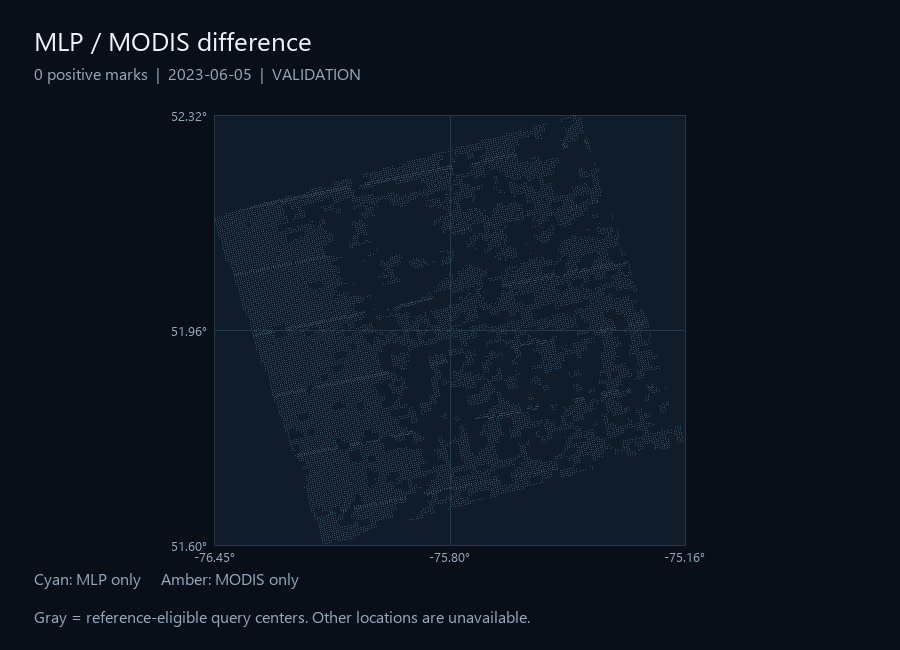 MLP / MODIS difference
0 positive marks | 2023-06-05 | VALIDATION
52.32°
51.96°
51.60°
-76.45° -75.80° -75.16°
Cyan: MLP only Amber: MODIS only
Gray = reference-eligible query centers. Other locations are unavailable.